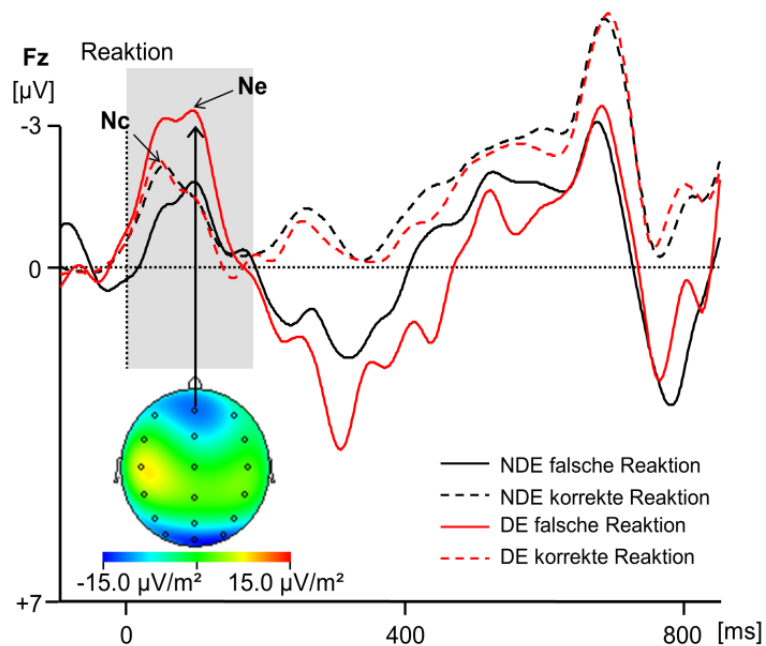 Fz
[µV]
Reaktion
Ne
Nc
-3
0
+7
-15.0 µV/m² 15.0 µV/m²
NDE falsche Reaktion
NDE korrekte Reaktion
DE falsche Reaktion
DE korrekte Reaktion
0 400 800 [ms]